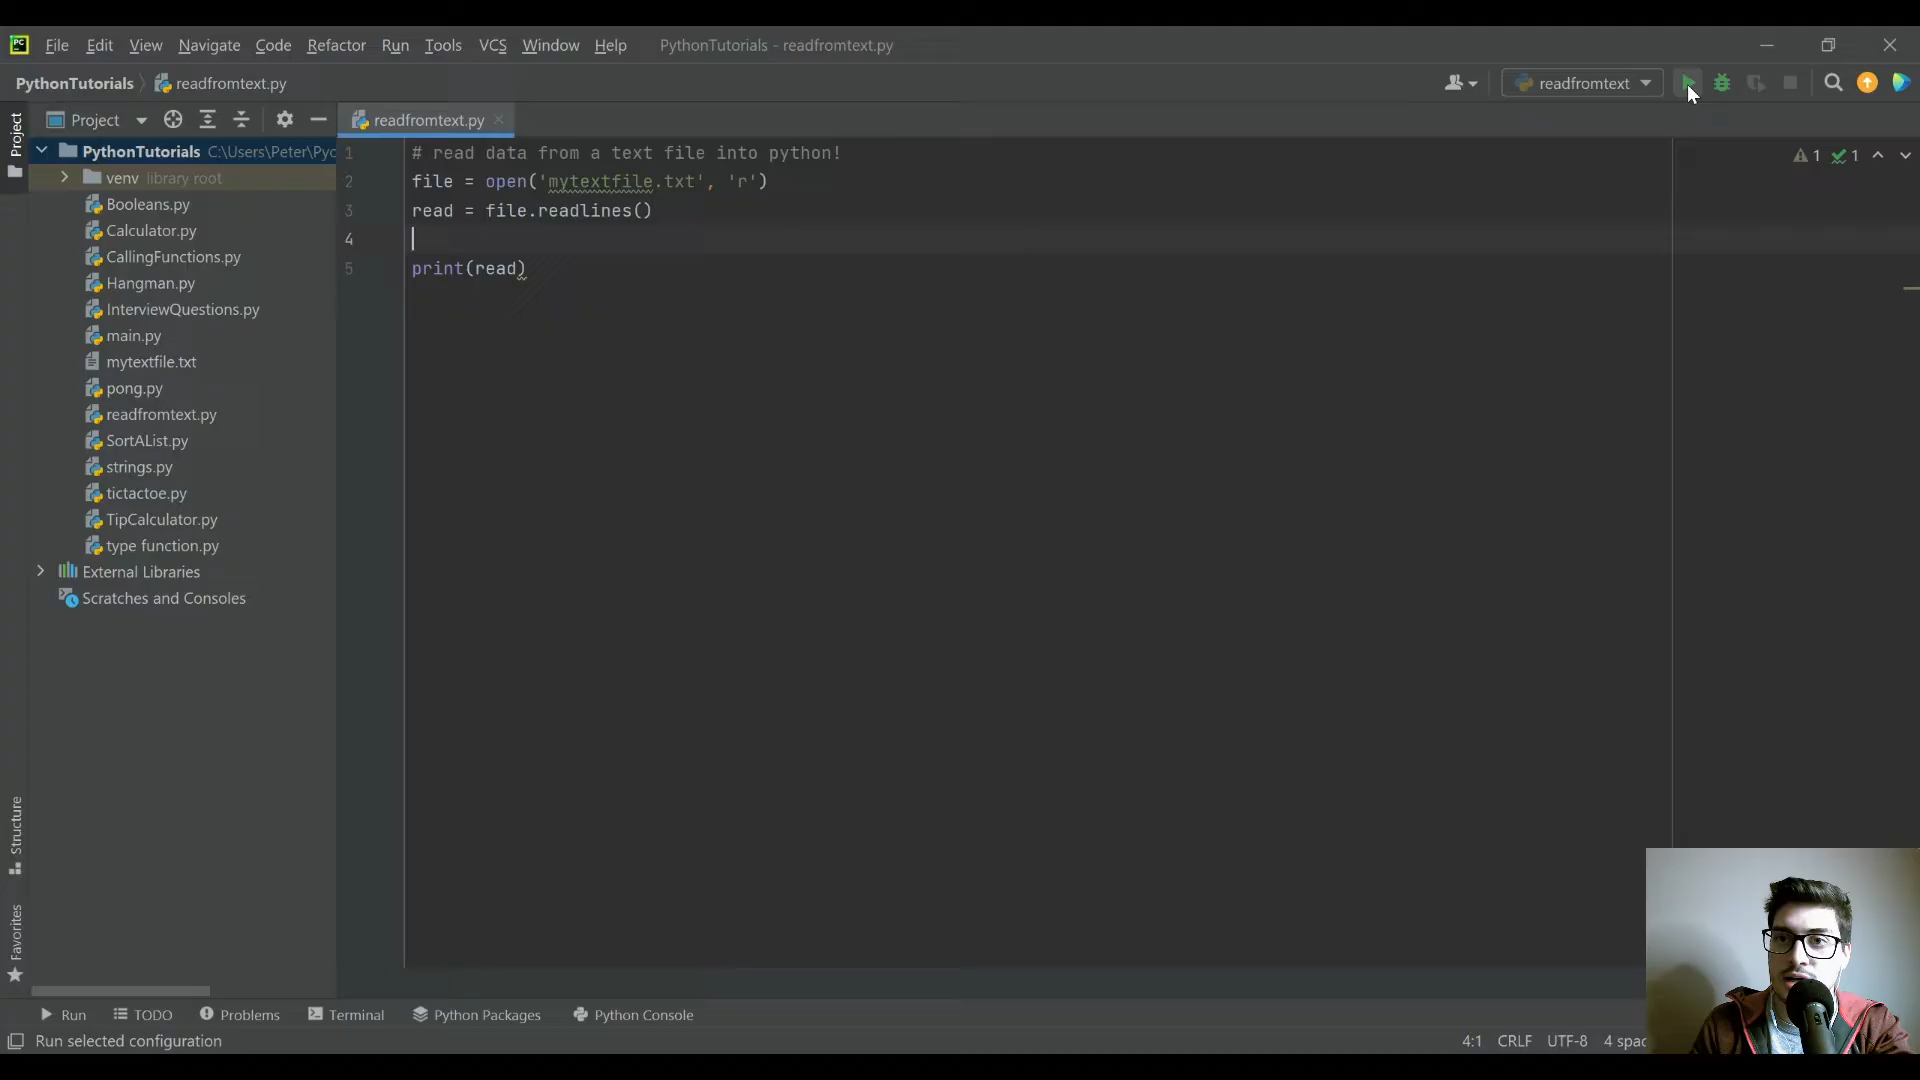 PC File Edit View Navigate Code Refactor Run Tools VCS Window Help PythonTutorials - readfromtext.py
PythonTutorials readfromtext.py readfromtext
Project
Project readfromtext.py
PythonTutorials C:\Users\Peter\Pyc
venv library root
Booleans.py
Calculator.py
CallingFunctions.py
Hangman.py
InterviewQuestions.py
main.py
mytextfile.txt
pong.py
readfromtext.py
SortAList.py
strings.py
tictactoe.py
TipCalculator.py
type function.py
External Libraries
Scratches and Consoles
1 # read data from a text file into python!
2 file = open('mytextfile.txt', 'r')
3 read = file.readlines()
4
5 print(read)
1 1
Structure
Favorites
Run TODO Problems Terminal Python Packages Python Console
Run selected configuration 4:1 CRLF UTF-8 4 spac